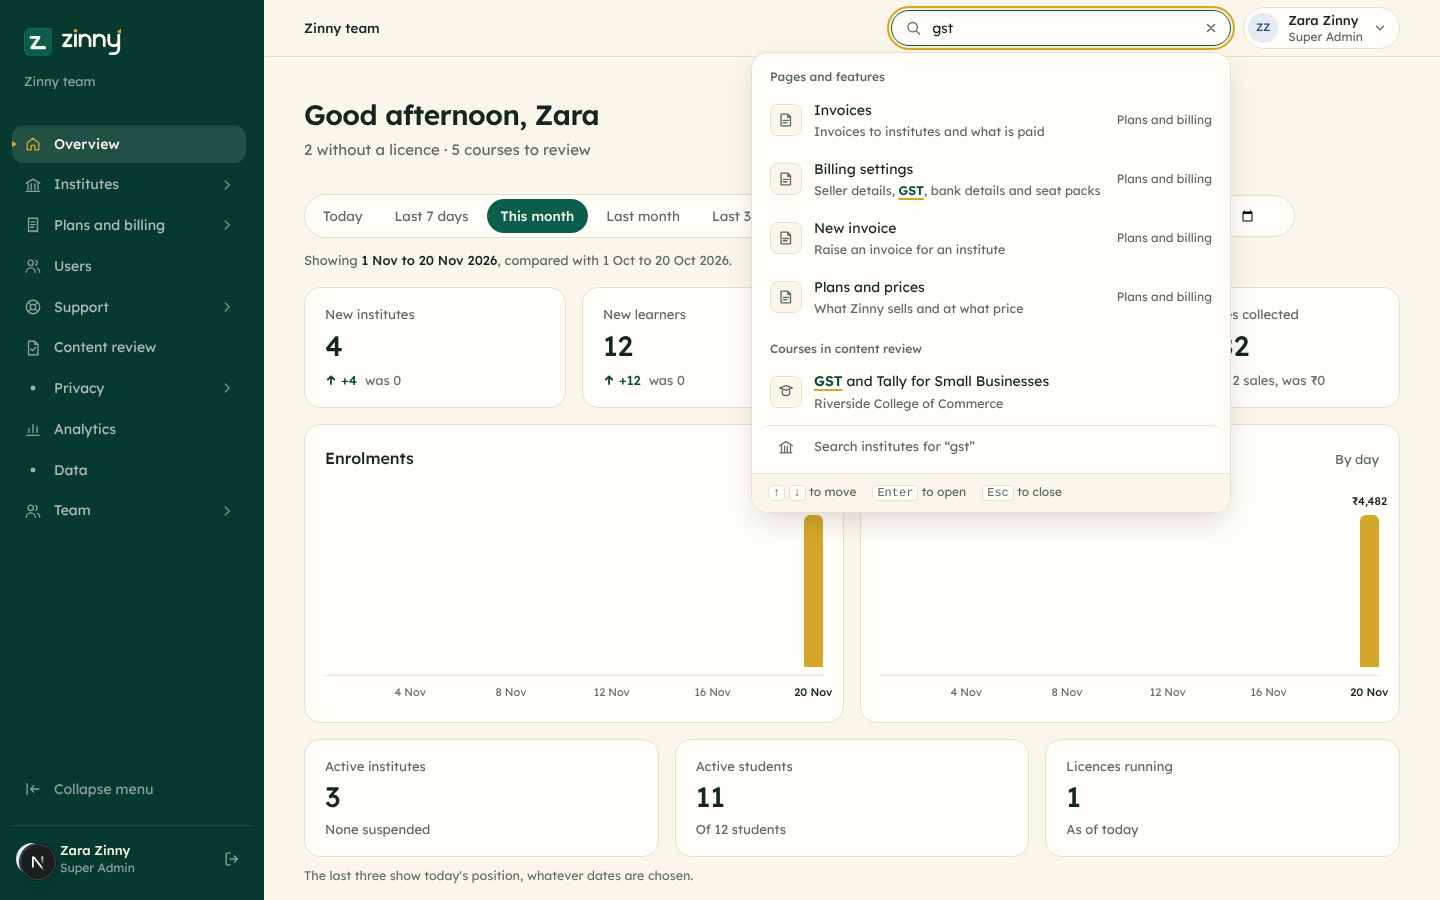 zinny
Zinny team
Overview
Institutes
Plans and billing
Users
Support
Content review
Privacy
Analytics
Data
Team
Collapse menu
N
Zara Zinny
Super Admin
Zinny team
gst
ZZ
Zara Zinny
Super Admin
Good afternoon, Zara
2 without a licence · 5 courses to review
Today
Last 7 days
This month
Last month
Last 3
Showing 1 Nov to 20 Nov 2026, compared with 1 Oct to 20 Oct 2026.
Pages and features
Invoices
Invoices to institutes and what is paid
Plans and billing
Billing settings
Seller details, GST, bank details and seat packs
Plans and billing
New invoice
Raise an invoice for an institute
Plans and billing
Plans and prices
What Zinny sells and at what price
Plans and billing
Courses in content review
GST and Tally for Small Businesses
Riverside College of Commerce
Search institutes for “gst”
↑ ↓ to move Enter to open Esc to close
New institutes
4
↑ +4 was 0
New learners
12
↑ +12 was 0
collected
2
2 sales, was ₹0
Enrolments
4 Nov
8 Nov
12 Nov
16 Nov
20 Nov
By day
₹4,482
4 Nov
8 Nov
12 Nov
16 Nov
20 Nov
Active institutes
3
None suspended
Active students
11
Of 12 students
Licences running
1
As of today
The last three show today's position, whatever dates are chosen.